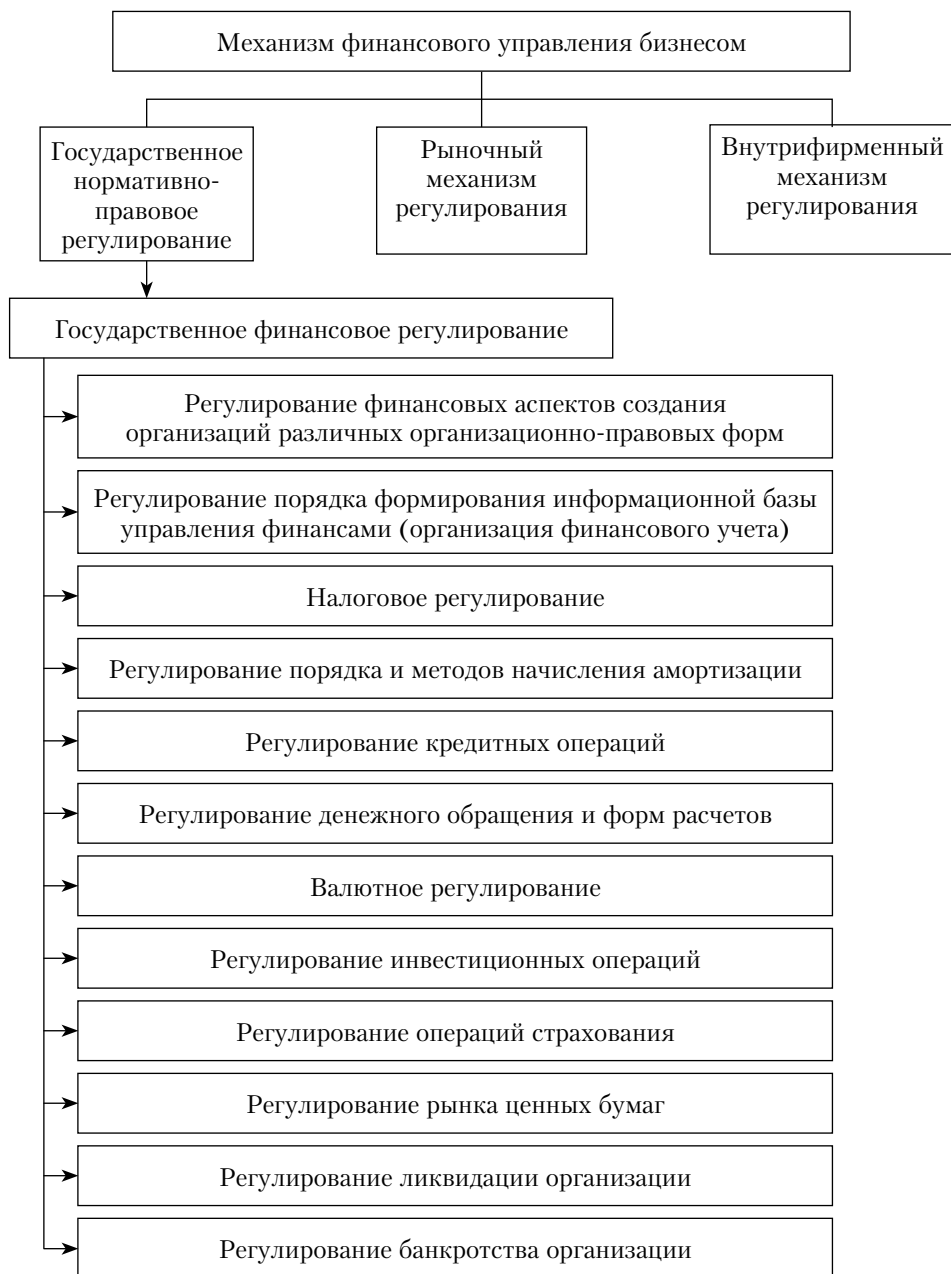 Механизм финансового управления бизнесом
Государственное
нормативно-
правовое
регулирование
Рыночный
механизм
регулирования
Внутрифирменный
механизм
регулирования
Государственное финансовое регулирование
Регулирование финансовых аспектов создания
организаций различных организационно-правовых форм
Регулирование порядка формирования информационной базы
управления финансами (организация финансового учета)
Налоговое регулирование
Регулирование порядка и методов начисления амортизации
Регулирование кредитных операций
Регулирование денежного обращения и форм расчетов
Валютное регулирование
Регулирование инвестиционных операций
Регулирование операций страхования
Регулирование рынка ценных бумаг
Регулирование ликвидации организации
Регулирование банкротства организации